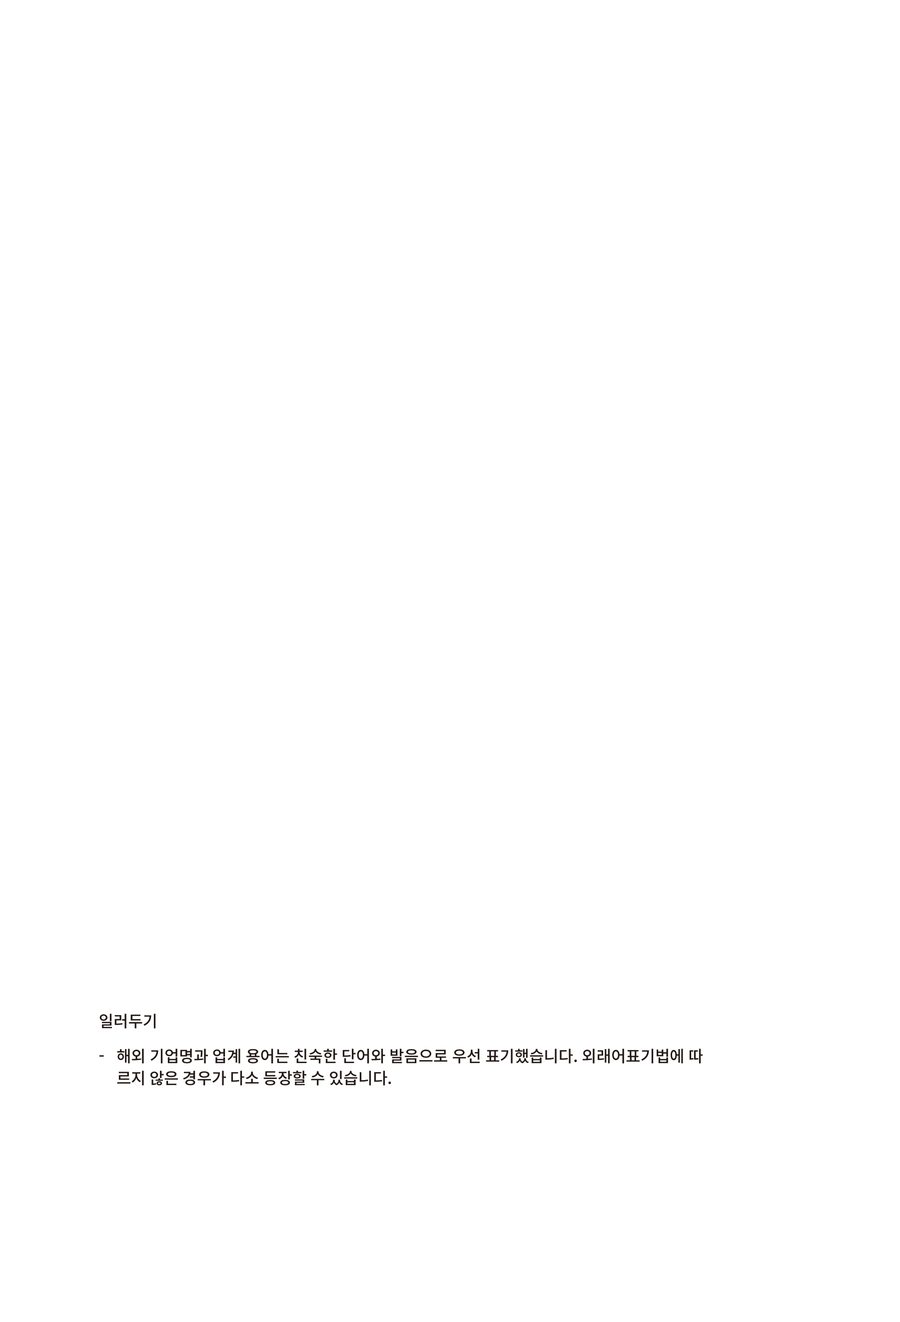 일러두기
- 해외 기업명과 업계 용어는 친숙한 단어와 발음으로 우선 표기했습니다. 외래어표기법에 따
르지 않은 경우가 다소 등장할 수 있습니다.